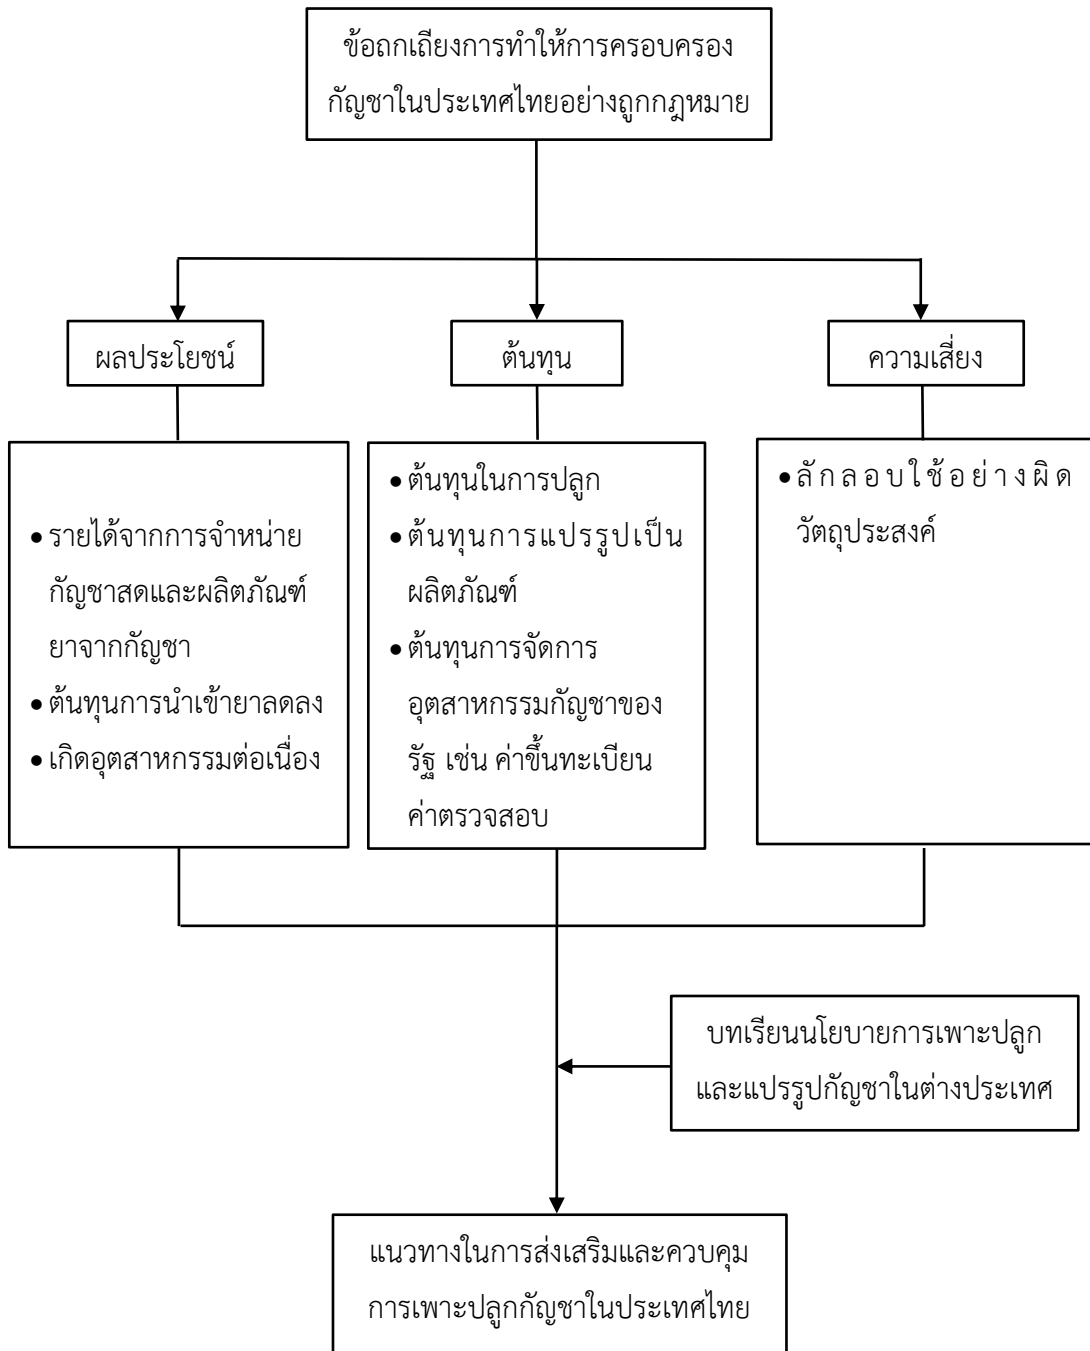 ข้อถกเถียงการทำให้การครอบครอง
กัญชาในประเทศไทยอย่างถูกกฎหมาย
ผลประโยชน์
ต้นทุน
ความเสี่ยง
• รายได้จากการจำหน่าย
กัญชาสดและผลิตภัณฑ์
ยาจากกัญชา
• ต้นทุนการนำเข้ายาลดลง
• เกิดอุตสาหกรรมต่อเนื่อง
• ต้นทุนในการปลูก
• ต้นทุนการแปรรูปเป็น
ผลิตภัณฑ์
• ต้นทุนการจัดการ
อุตสาหกรรมกัญชาของ
รัฐ เช่น ค่าขึ้นทะเบียน
ค่าตรวจสอบ
• ลักลอบใช้อย่างผิด
วัตถุประสงค์
บทเรียนนโยบายการเพาะปลูก
และแปรรูปกัญชาในต่างประเทศ
แนวทางในการส่งเสริมและควบคุม
การเพาะปลูกกัญชาในประเทศไทย